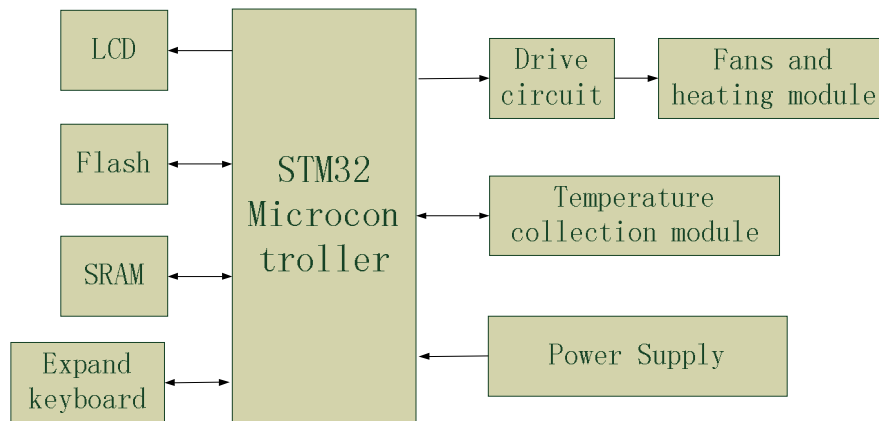 LCD
Flash
SRAM
Expand
keyboard
STM32
Microcon
troller
Drive
circuit
Fans and
heating module
Temperature
collection module
Power Supply